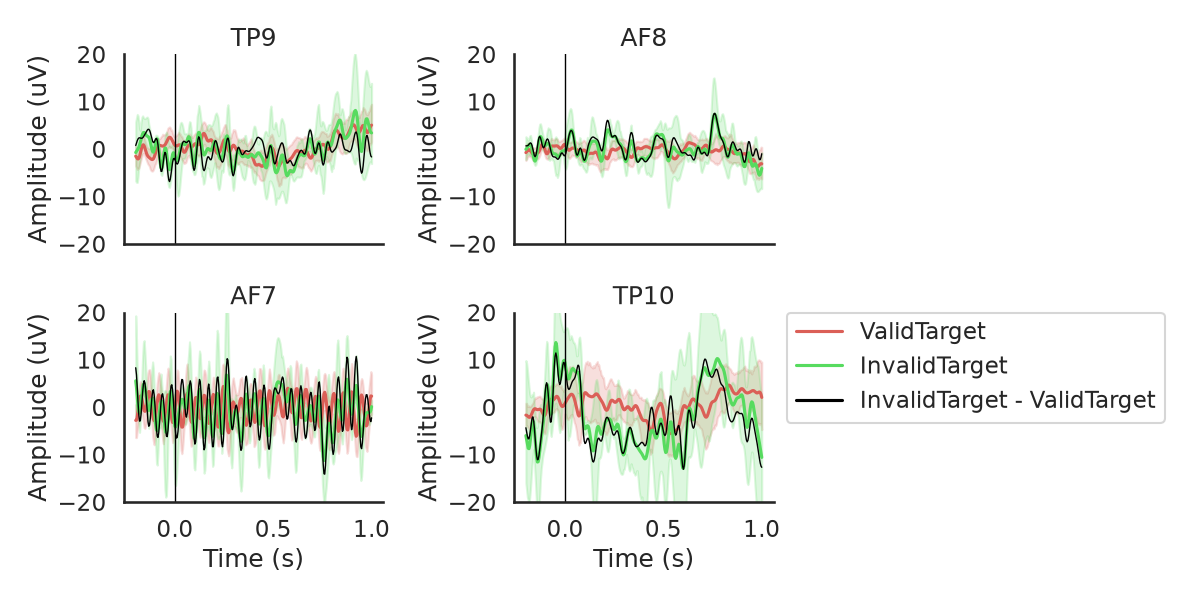 TP9
20
10
0
−10
−20
Amplitude (uV)
AF8
20
10
0
−10
−20
Amplitude (uV)
AF7
20
10
0
−10
−20
Amplitude (uV)
0.0 0.5 1.0
Time (s)
TP10
20
10
0
−10
−20
Amplitude (uV)
0.0 0.5 1.0
Time (s)
ValidTarget
InvalidTarget
InvalidTarget - ValidTarget